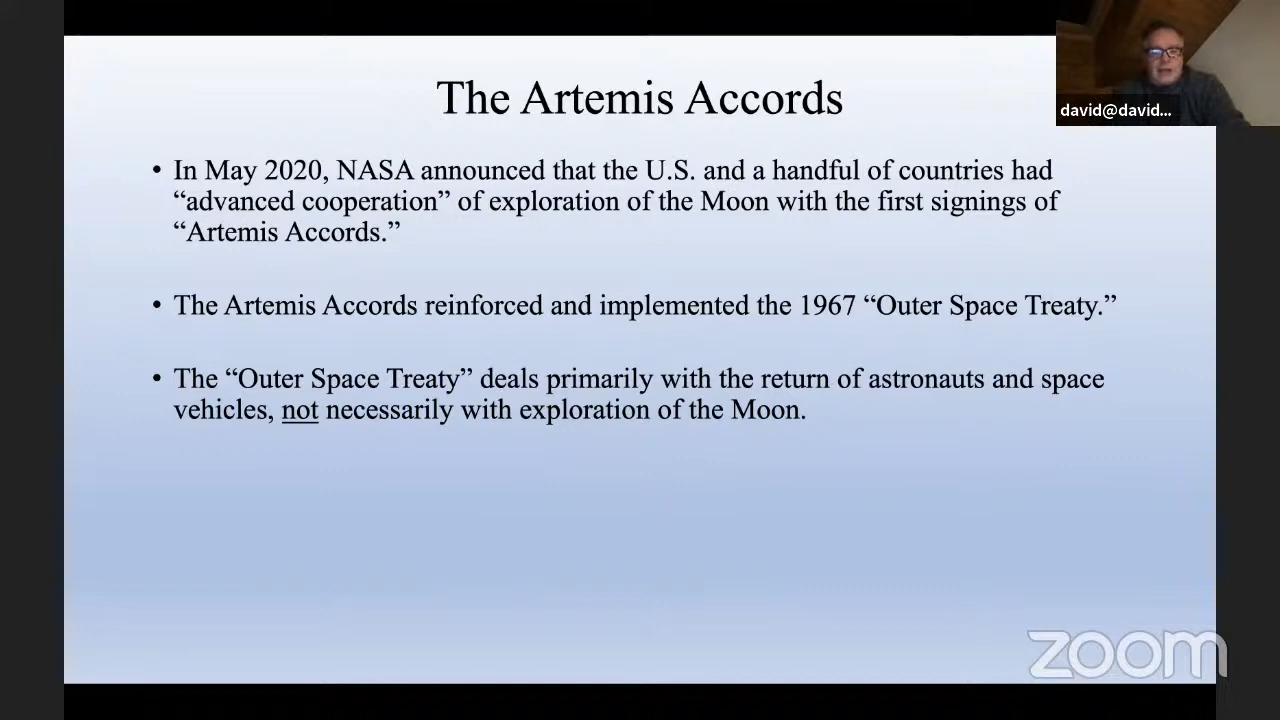 The Artemis Accords
david@david...
• In May 2020, NASA announced that the U.S. and a handful of countries had
“advanced cooperation” of exploration of the Moon with the first signings of
“Artemis Accords.”
• The Artemis Accords reinforced and implemented the 1967 “Outer Space Treaty.”
• The “Outer Space Treaty” deals primarily with the return of astronauts and space
vehicles, not necessarily with exploration of the Moon.
zoom